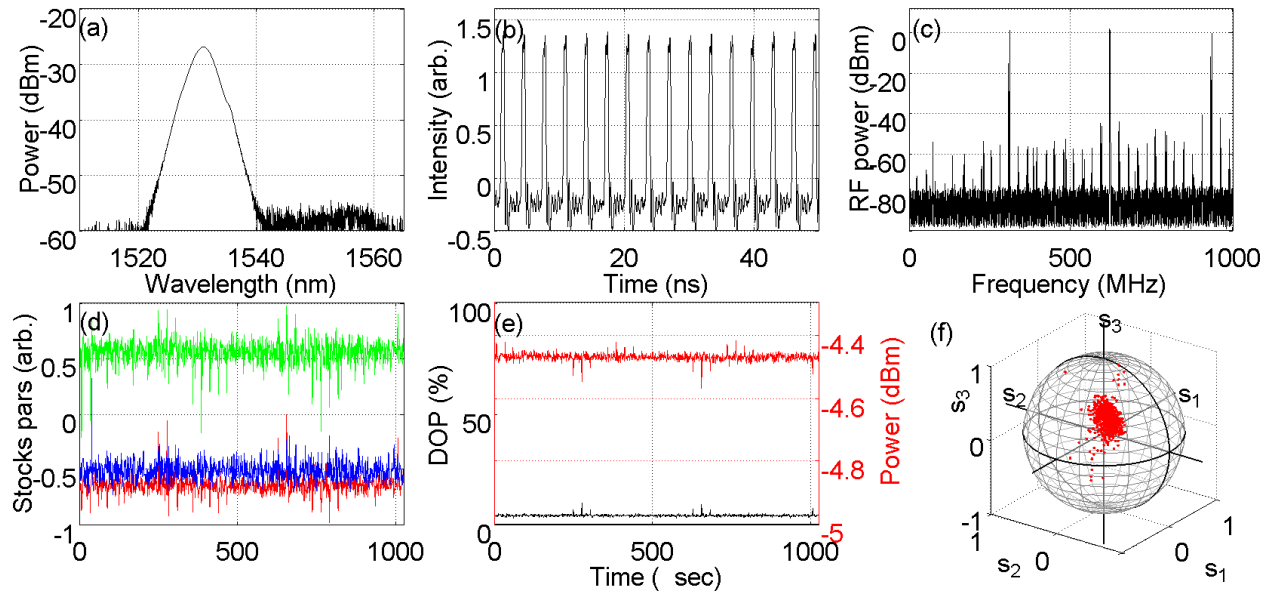 (a)
Power (dBm)
-20
-30
-40
-50
-60
1520
1540
1560
Wavelength (nm)
(b)
Intensity (arb.)
1.5
1
0.5
0
-0.5
0
20
40
Time (ns)
(c)
RF power (dBm)
0
-20
-40
-60
-80
0
500
1000
Frequency (MHz)
(d)
Stocks pars (arb.)
1
0.5
0
-0.5
-1
0
500
1000
(e)
DOP (%)
100
50
0
0
500
1000
Time ( sec)
-4.4
-4.6
-4.8
-5
Power (dBm)
(f)
s3
s2
s1
s3
1
0
-1
1
0
s2
0
1
s1